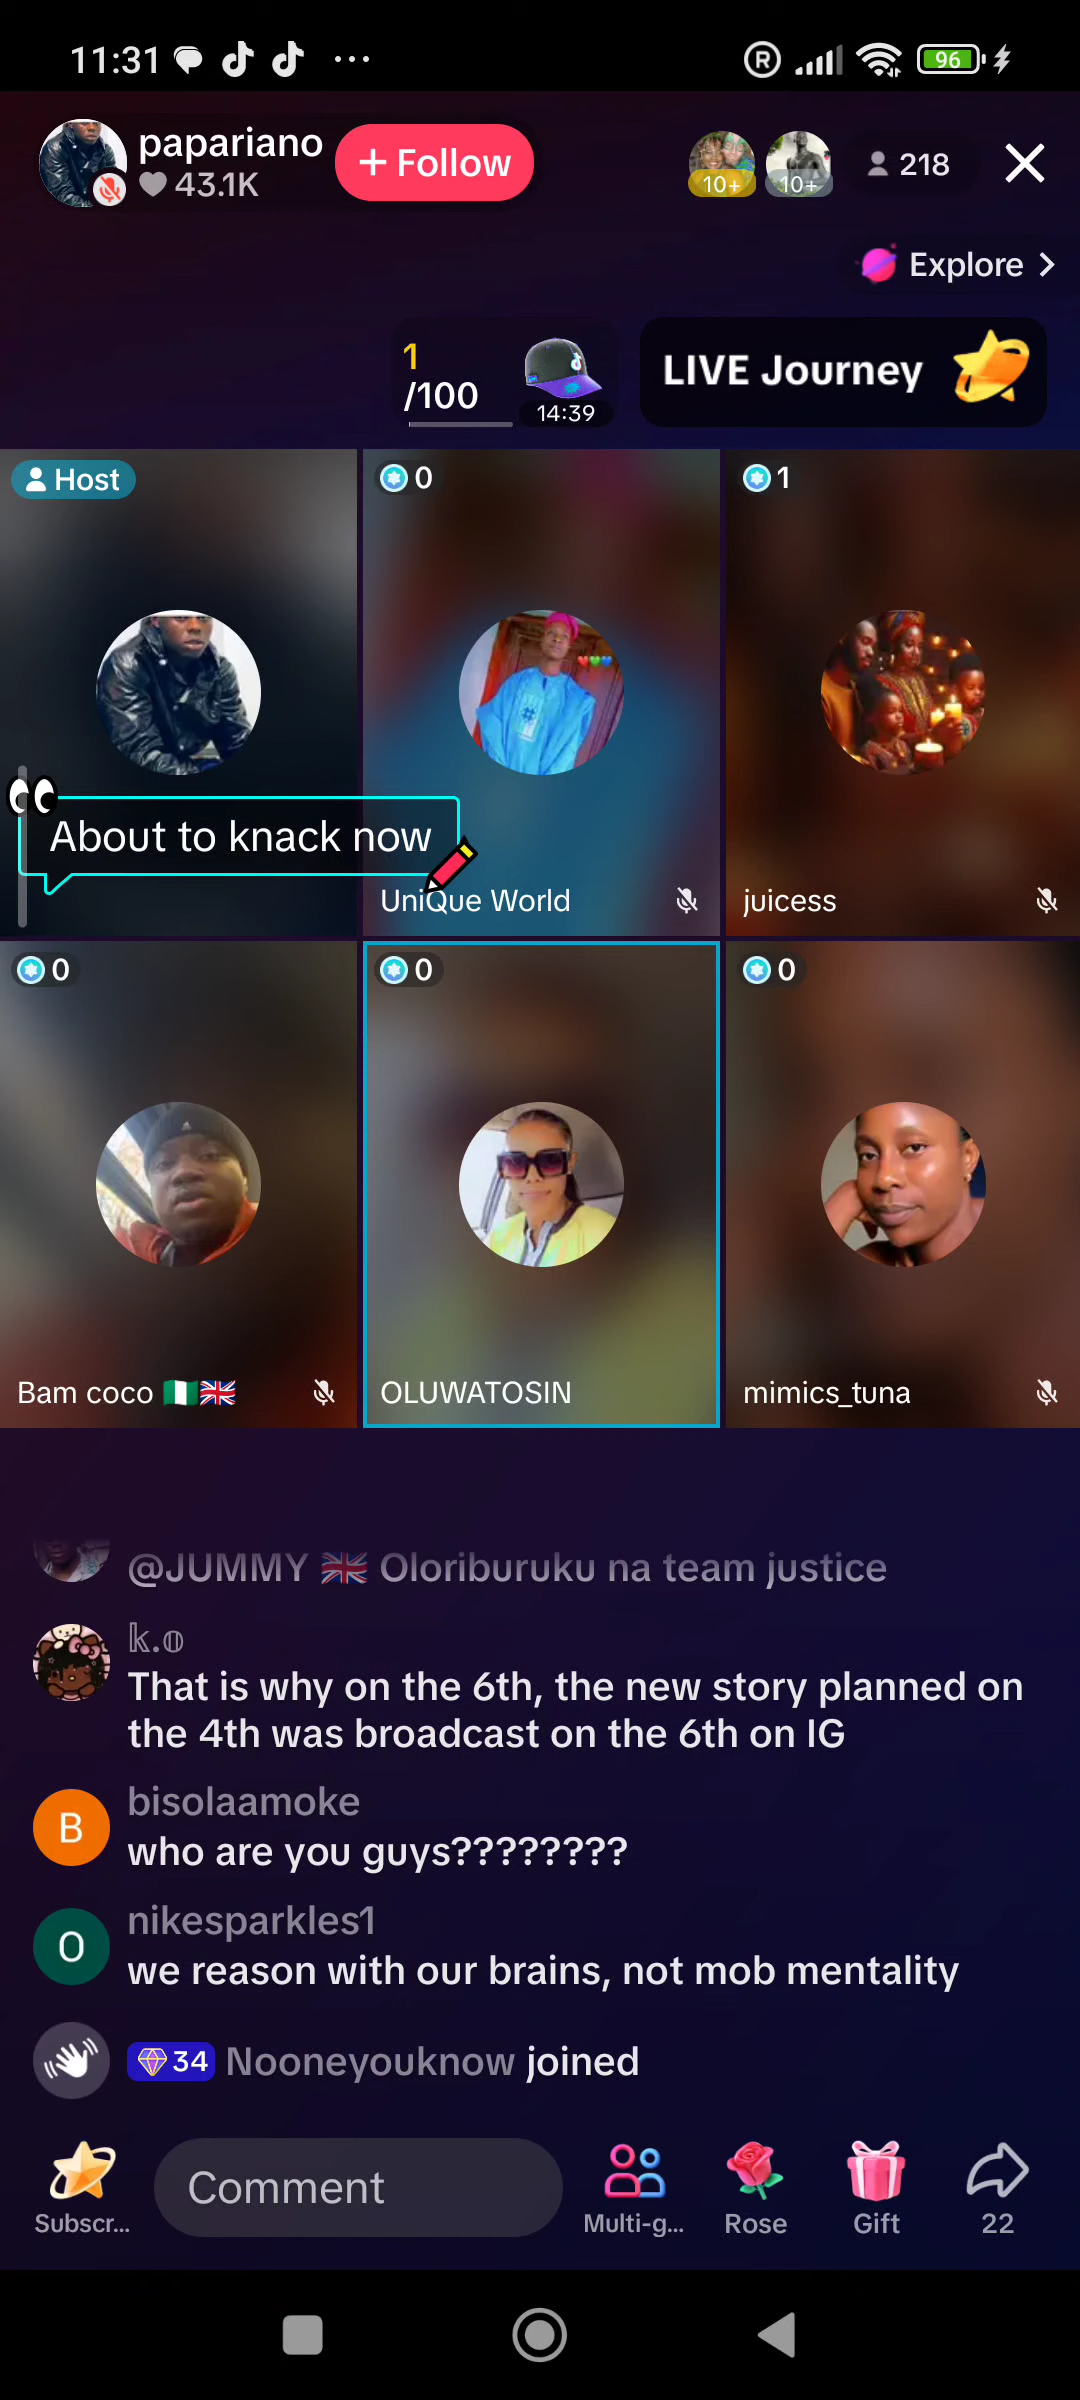 11:31
R
96
papariano
43.1K
+ Follow
10+
10+
218
Explore
1
/100
14:39
LIVE Journey
Host
0
1
About to knack now
UniQue World
juicess
0
0
0
Bam coco 🇳🇬🇬🇧
OLUWATOSIN
mimics_tuna
@JUMMY 🇬🇧 Oloriburuku na team justice
𝕜.𝕠
That is why on the 6th, the new story planned on
the 4th was broadcast on the 6th on IG
B
bisolaamoke
who are you guys????????
O
nikesparkles1
we reason with our brains, not mob mentality
34 Nooneyouknow joined
Subscr...
Comment
Multi-g...
Rose
Gift
22